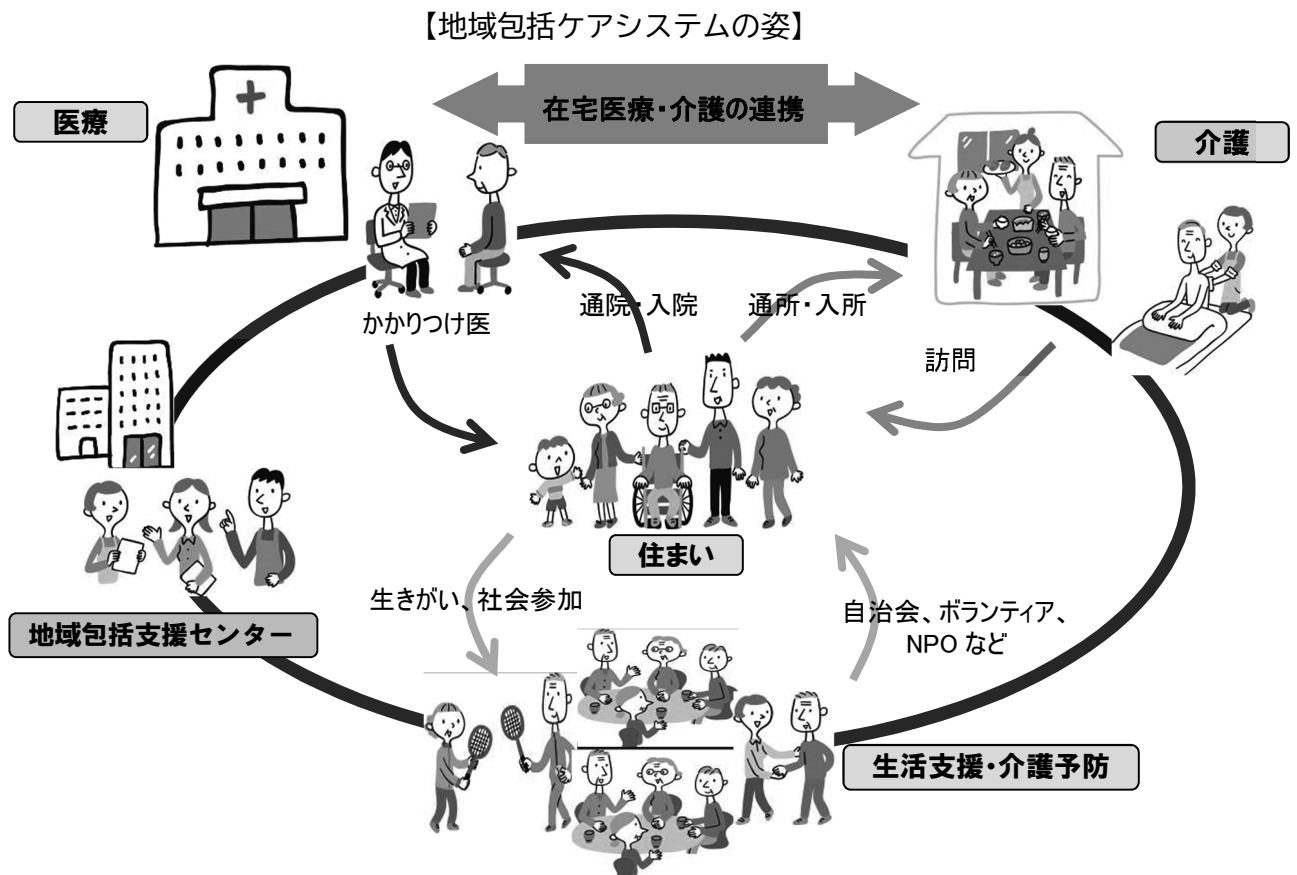 【地域包括ケアシステムの姿】
在宅医療・介護の連携
医療
介護
通院・入院
通所・入所
かかりつけ医
訪問
住まい
生きがい、社会参加
自治会、ボランティア、
NPO など
地域包括支援センター
生活支援・介護予防